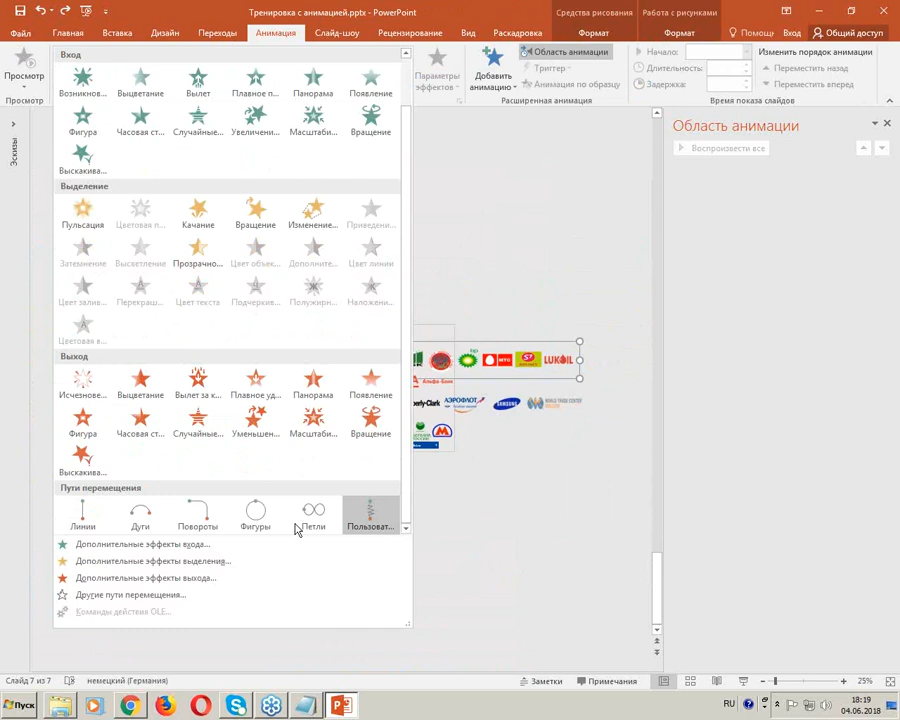 Тренировка с анимацией.pptx - PowerPoint
Средства рисования
Работа с рисунками
Файл
Главная
Вставка
Дизайн
Переходы
Анимация
Слайд-шоу
Рецензирование
Вид
Раскадровка
Формат
Формат
Помощь
Вход
Общий доступ
Просмотр
Просмотр
Параметры
эффектов
Добавить
анимацию
Область анимации
Триггер
Анимация по образцу
Расширенная анимация
Начало:
Длительность:
Задержка:
Изменить порядок анимации
Переместить назад
Переместить вперед
Время показа слайдов
Вход
Возникнов...
Выцветание
Вылет
Плавное п...
Панорама
Появление
Фигура
Часовая ст...
Случайные...
Увеличени...
Масштаби...
Вращение
Выскакива...
Выделение
Пульсация
Цветовая п...
Качание
Вращение
Изменение...
Приведени...
Затемнение
Высветление
Прозрачно...
Цвет объек...
Дополните...
Цвет линии
Цвет залив...
Перекраш...
Цвет текста
Подчеркив...
Полужирн...
Наложени...
Цветовая в...
Выход
Исчезнове...
Выцветание
Вылет за к...
Плавное уд...
Панорама
Появление
Фигура
Часовая ст...
Случайные...
Уменьшен...
Масштаби...
Вращение
Выскакива...
Пути перемещения
Линии
Дуги
Повороты
Фигуры
Петли
Пользоват...
Дополнительные эффекты входа...
Дополнительные эффекты выделения...
Дополнительные эффекты выхода...
Другие пути перемещения...
Команды действия OLE...
Эскизы
Область анимации
Воспроизвести все
bp
МТС
LUKOIL
Альфа-Банк
berly-Clark
АЭРОФЛОТ
SAMSUNG
WORLD TRADE CENTER
Слайд 7 из 7
немецкий (Германия)
Заметки
Примечания
25%
Пуск
RU
18:19
04.06.2018